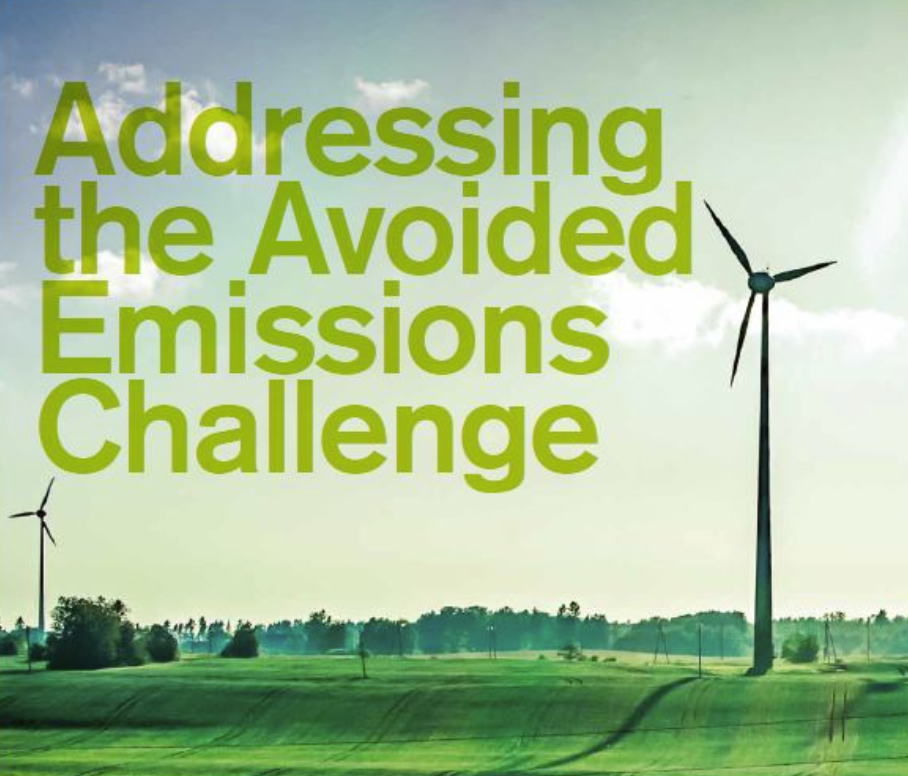 Addressing
the Avoided
Emissions
Challenge